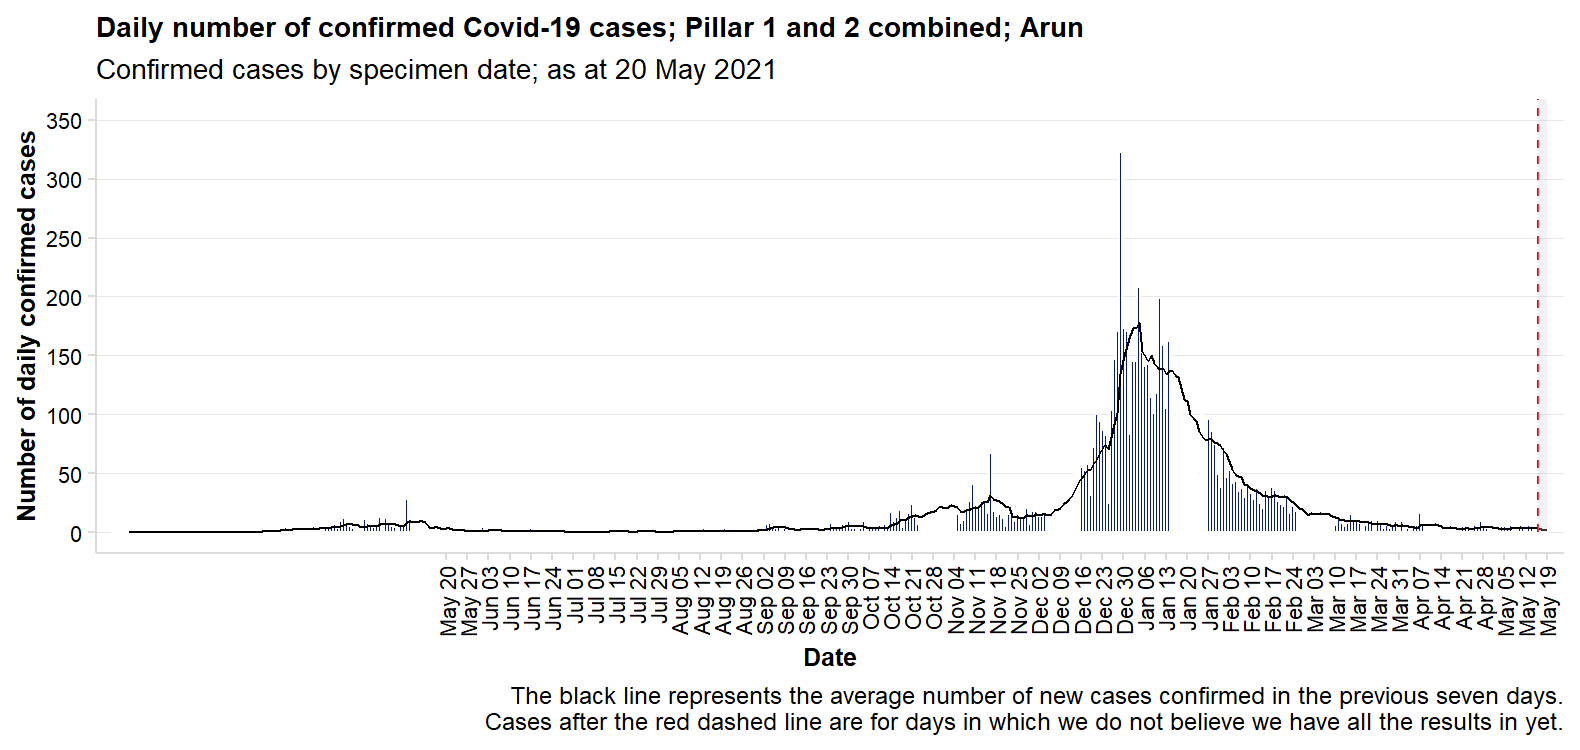 Daily number of confirmed Covid-19 cases; Pillar 1 and 2 combined; Arun
Confirmed cases by specimen date; as at 20 May 2021
Number of daily confirmed cases
350
300
250
200
150
100
50
0
May 20
May 27
Jun 03
Jun 10
Jun 17
Jun 24
Jul 01
Jul 08
Jul 15
Jul 22
Jul 29
Aug 05
Aug 12
Aug 19
Aug 26
Sep 02
Sep 09
Sep 16
Sep 23
Sep 30
Oct 07
Oct 14
Oct 21
Oct 28
Nov 04
Nov 11
Nov 18
Nov 25
Dec 02
Dec 09
Dec 16
Dec 23
Dec 30
Jan 06
Jan 13
Jan 20
Jan 27
Feb 03
Feb 10
Feb 17
Feb 24
Mar 03
Mar 10
Mar 17
Mar 24
Mar 31
Apr 07
Apr 14
Apr 21
Apr 28
May 05
May 12
May 19
Date
The black line represents the average number of new cases confirmed in the previous seven days.
Cases after the red dashed line are for days in which we do not believe we have all the results in yet.